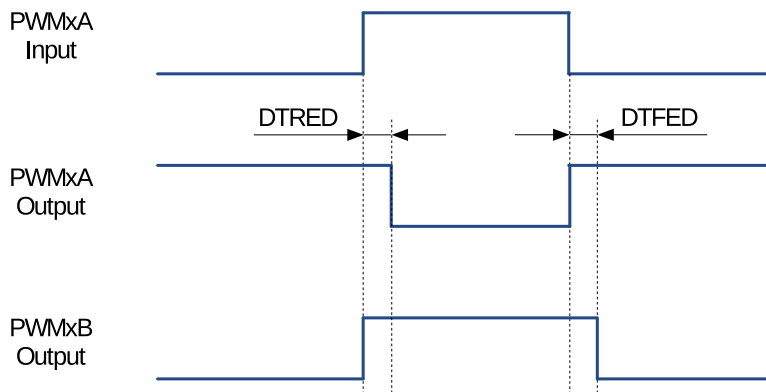 PWMxA
Input
DTRED
DTFED
PWMxA
Output
PWMxB
Output